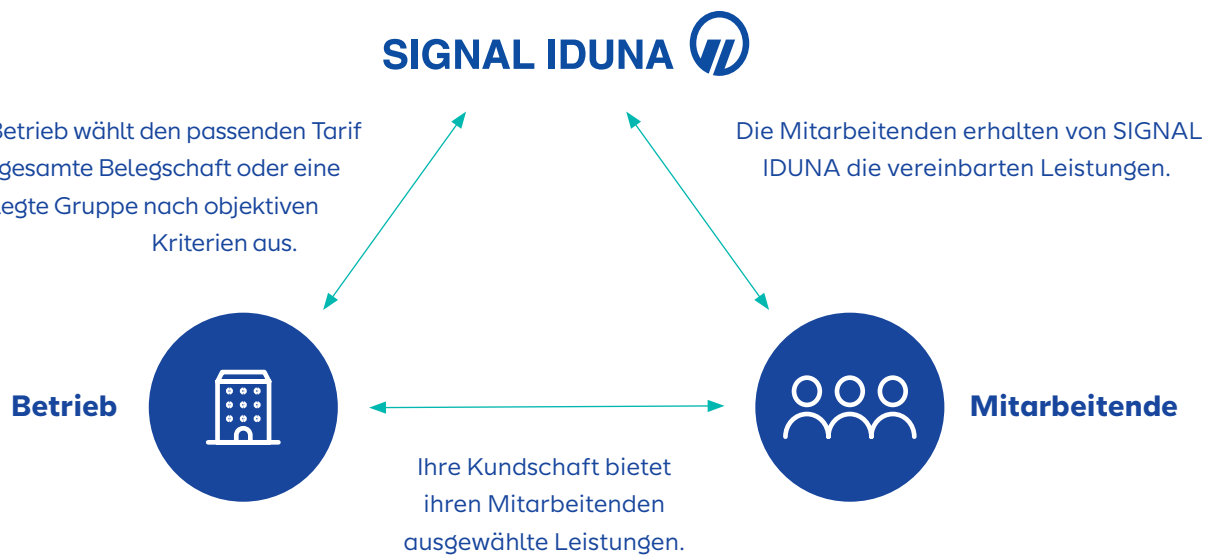 SIGNAL IDUNA
Betrieb wählt den passenden Tarif
gesamte Belegschaft oder eine
legte Gruppe nach objektiven
Kriterien aus.
Die Mitarbeitenden erhalten von SIGNAL
IDUNA die vereinbarten Leistungen.
Betrieb
Mitarbeitende
Ihre Kundschaft bietet
ihren Mitarbeitenden
ausgewählte Leistungen.